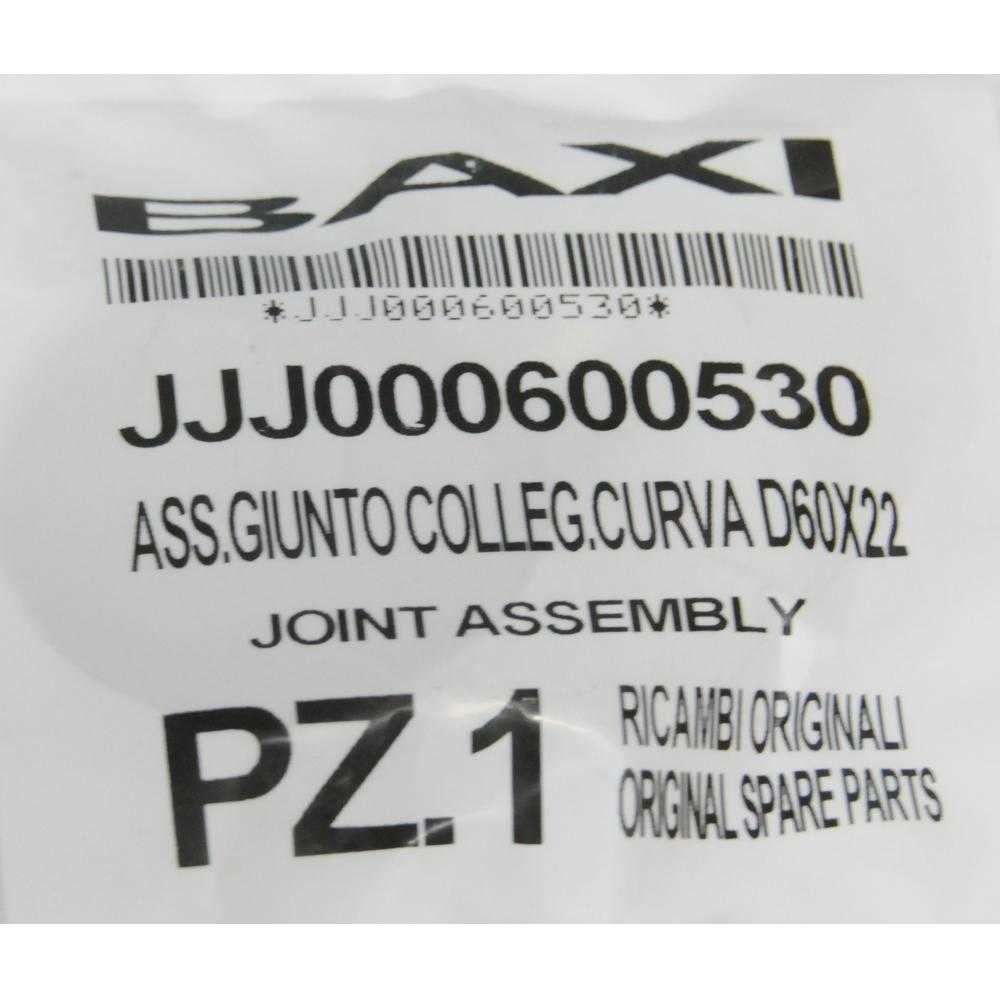 BAXI
*JJJ000600530*
JJJ000600530
ASS.GIUNTO COLLEG.CURVA D60X22
JOINT ASSEMBLY
PZ.1
RICAMBI ORIGINALI
ORIGINAL SPARE PARTS